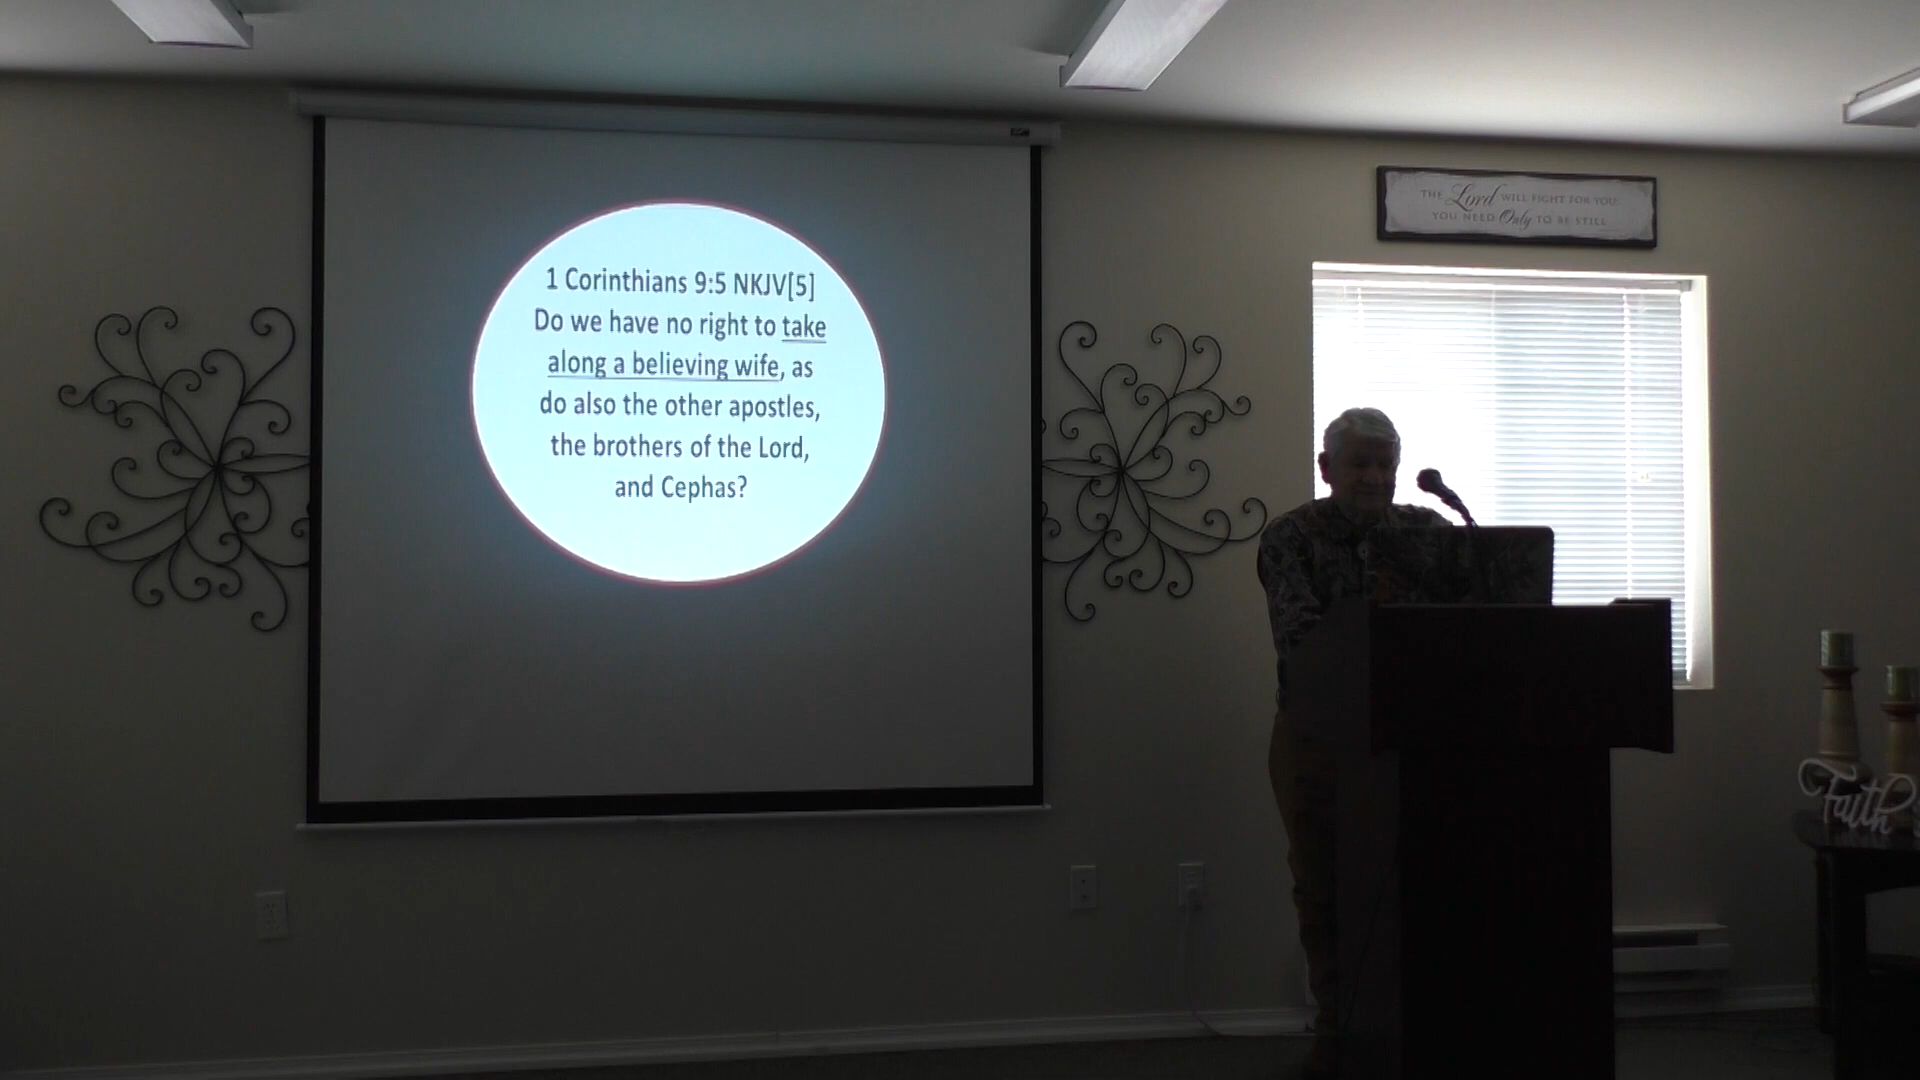 1 Corinthians 9:5 NKJV[5]
Do we have no right to take
along a believing wife, as
do also the other apostles,
the brothers of the Lord,
and Cephas?
THE Lord WILL FIGHT FOR YOU;
YOU NEED Only TO BE STILL
Faith